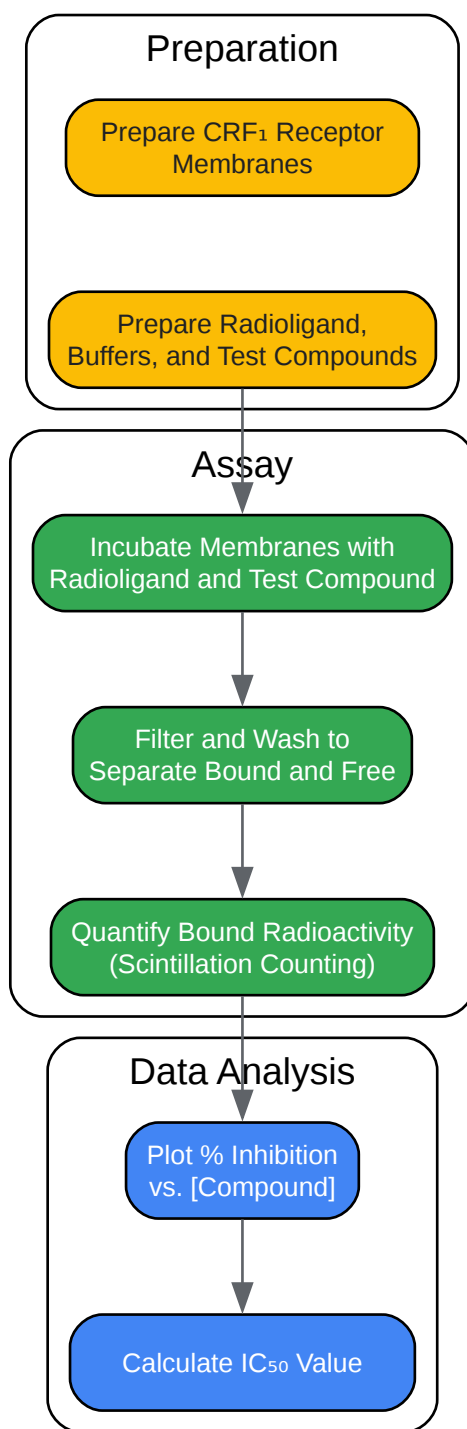 Preparation
Prepare CRF₁ Receptor
Membranes
Prepare Radioligand,
Buffers, and Test Compounds
Assay
Incubate Membranes with
Radioligand and Test Compound
Filter and Wash to
Separate Bound and Free
Quantify Bound Radioactivity
(Scintillation Counting)
Data Analysis
Plot % Inhibition
vs. [Compound]
Calculate IC₅₀ Value